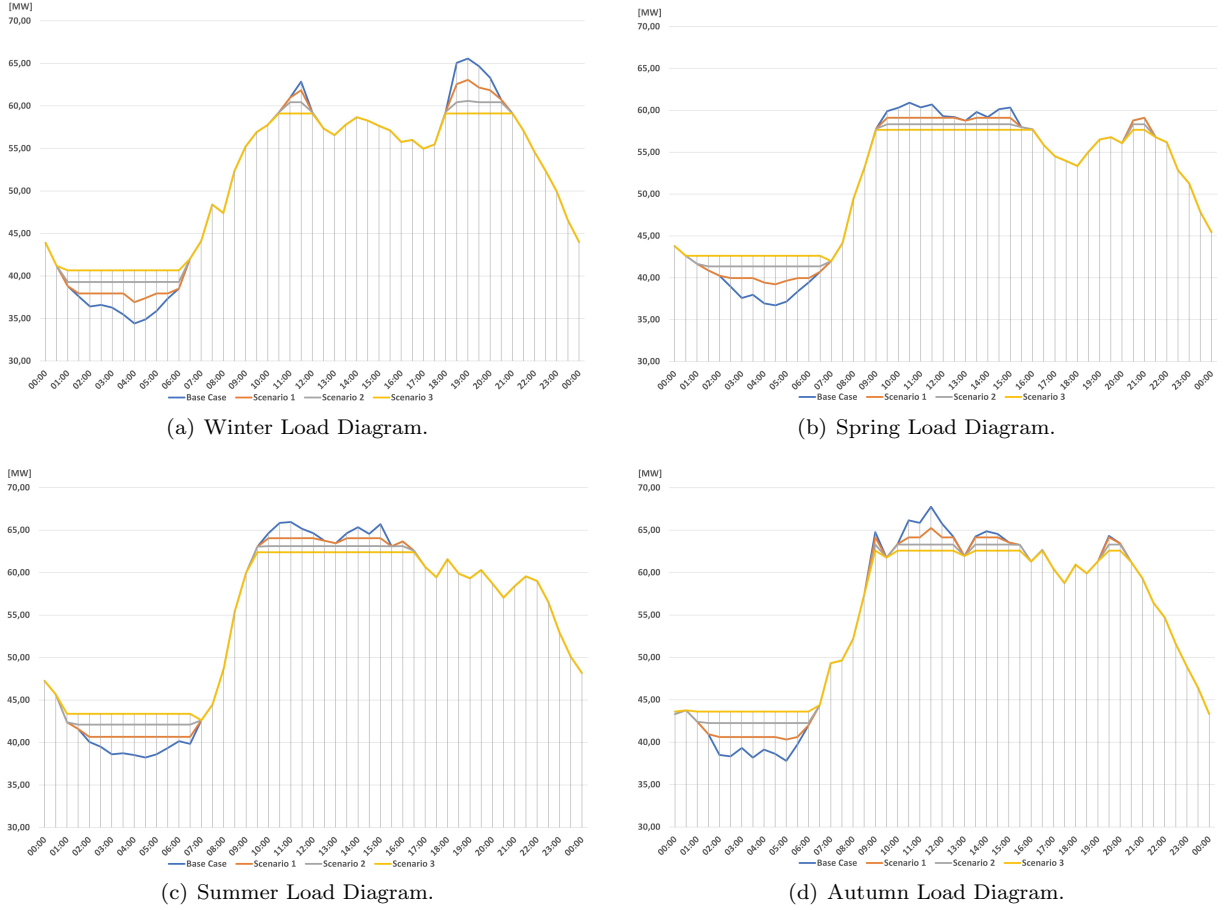 [MW]
70,00
65,00
60,00
55,00
50,00
45,00
40,00
35,00
30,00
00:00 01:00 02:00 03:00 04:00 05:00 06:00 07:00 08:00 09:00 10:00 11:00 12:00 13:00 14:00 15:00 16:00 17:00 18:00 19:00 20:00 21:00 22:00 23:00 00:00
Base Case Scenario 1 Scenario 2 Scenario 3
(a) Winter Load Diagram.
[MW]
70,00
65,00
60,00
55,00
50,00
45,00
40,00
35,00
30,00
00:00 01:00 02:00 03:00 04:00 05:00 06:00 07:00 08:00 09:00 10:00 11:00 12:00 13:00 14:00 15:00 16:00 17:00 18:00 19:00 20:00 21:00 22:00 23:00 00:00
Base Case Scenario 1 Scenario 2 Scenario 3
(b) Spring Load Diagram.
[MW]
70,00
65,00
60,00
55,00
50,00
45,00
40,00
35,00
30,00
00:00 01:00 02:00 03:00 04:00 05:00 06:00 07:00 08:00 09:00 10:00 11:00 12:00 13:00 14:00 15:00 16:00 17:00 18:00 19:00 20:00 21:00 22:00 23:00 00:00
Base Case Scenario 1 Scenario 2 Scenario 3
(c) Summer Load Diagram.
[MW]
70,00
65,00
60,00
55,00
50,00
45,00
40,00
35,00
30,00
00:00 01:00 02:00 03:00 04:00 05:00 06:00 07:00 08:00 09:00 10:00 11:00 12:00 13:00 14:00 15:00 16:00 17:00 18:00 19:00 20:00 21:00 22:00 23:00 00:00
Base Case Scenario 1 Scenario 2 Scenario 3
(d) Autumn Load Diagram.